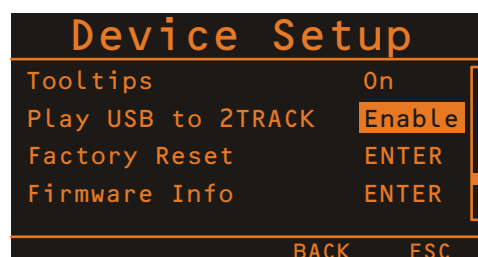 Device Setup
Tooltips On
Play USB to 2TRACK Enable
Factory Reset ENTER
Firmware Info ENTER
BACK ESC